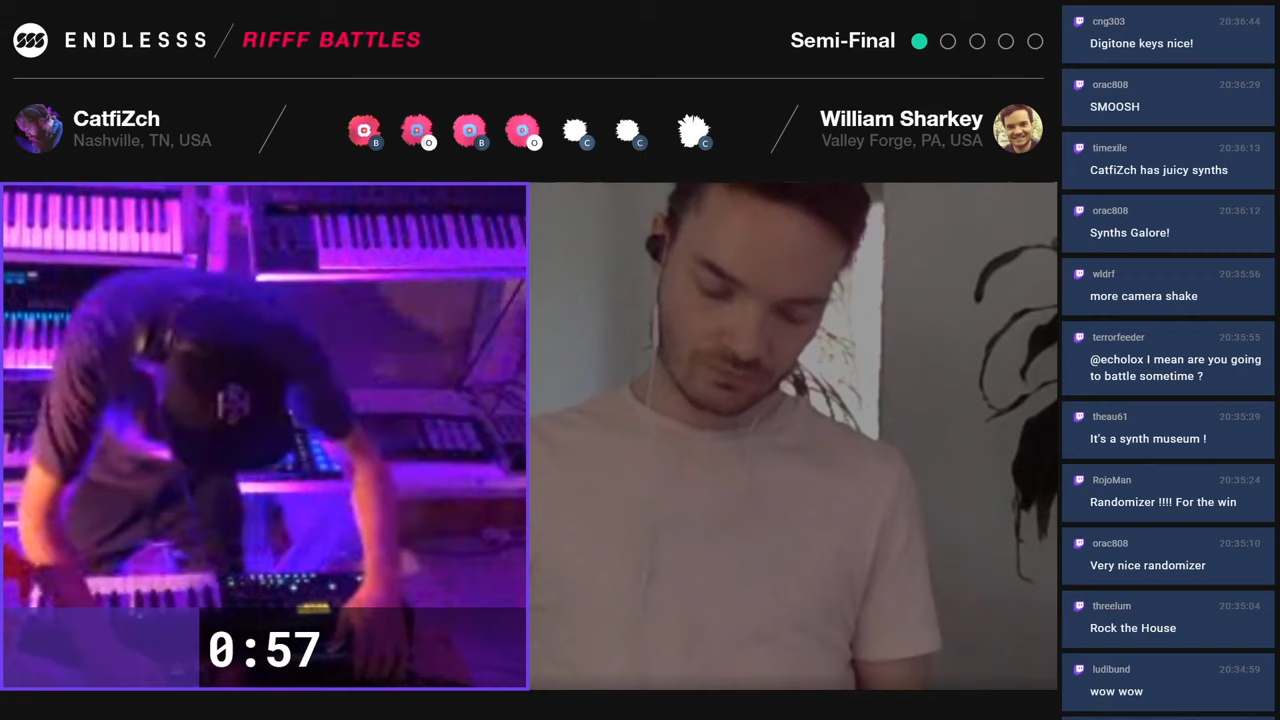 ENDLESSS
RIFFF BATTLES
Semi-Final
CatfiZch
Nashville, TN, USA
B
O
B
O
C
C
C
William Sharkey
Valley Forge, PA, USA
0:57
cng303 20:36:44
Digitone keys nice!
orac808 20:36:29
SMOOSH
timexile 20:36:13
CatfiZch has juicy synths
orac808 20:36:12
Synths Galore!
wldrf 20:35:56
more camera shake
terrorfeeder 20:35:55
@echolox I mean are you going
to battle sometime ?
theau61 20:35:39
It's a synth museum !
RojoMan 20:35:24
Randomizer !!!! For the win
orac808 20:35:10
Very nice randomizer
threelum 20:35:04
Rock the House
ludibund 20:34:59
wow wow